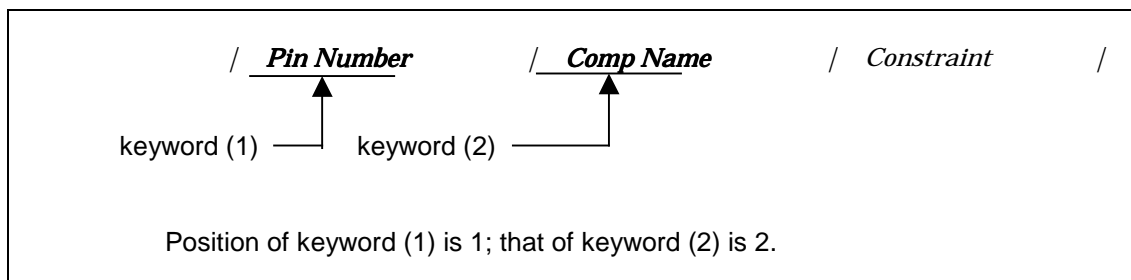 / Pin Number / Comp Name / Constraint /
keyword (1) keyword (2)
Position of keyword (1) is 1; that of keyword (2) is 2.